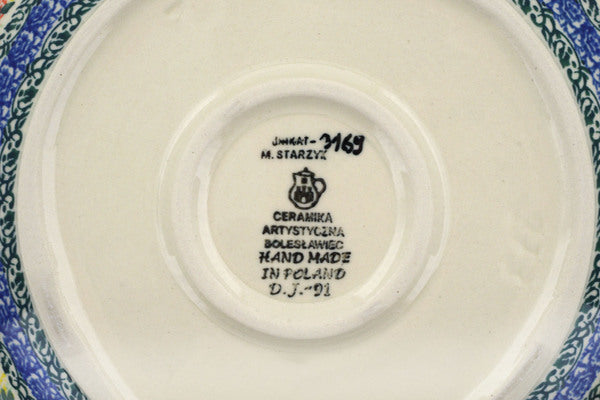 UNIKAT-3169
M. STARZYK
CERAMIKA
ARTYSTYCZNA
BOLESŁAWIEC
HAND MADE
IN POLAND
D.J.-91